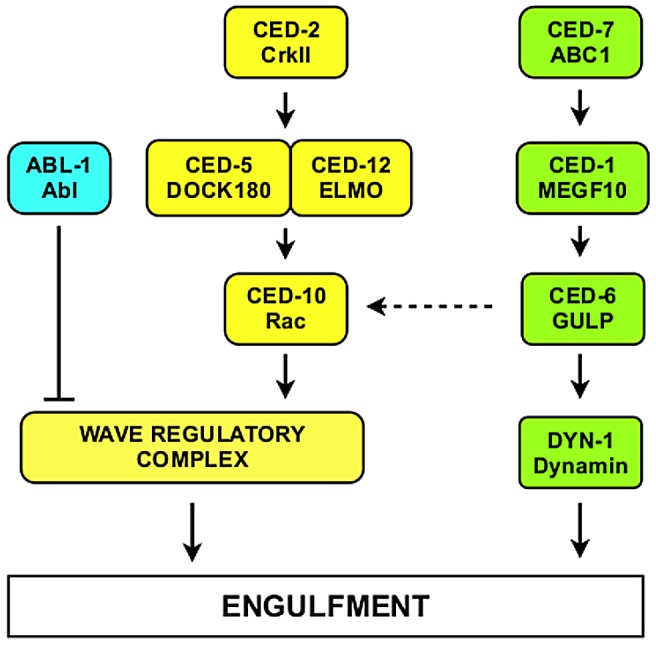 CED-2
CrkII
CED-7
ABC1
ABL-1
Abl
CED-5
DOCK180
CED-12
ELMO
CED-1
MEGF10
CED-10
Rac
CED-6
GULP
WAVE REGULATORY
COMPLEX
DYN-1
Dynamin
ENGULFMENT